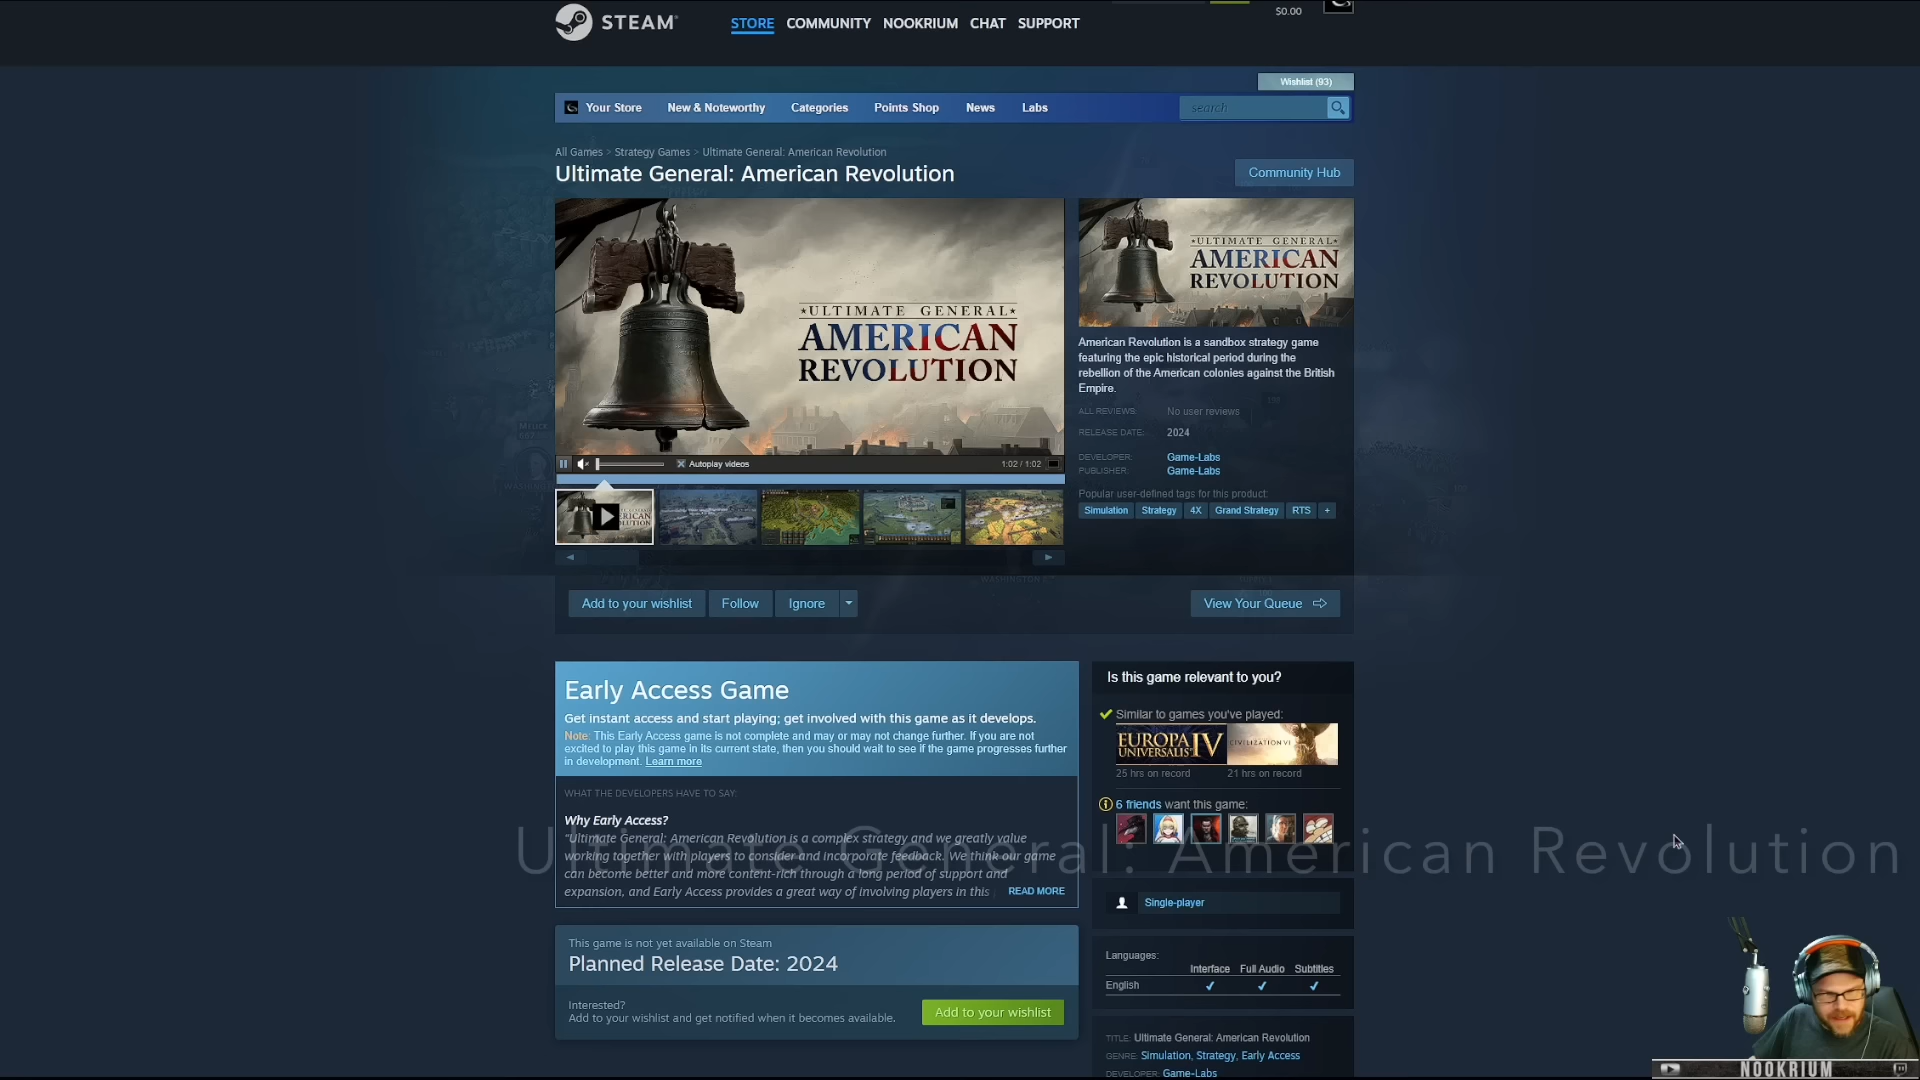 $0.00
STEAM
STORE COMMUNITY NOOKRIUM CHAT SUPPORT
Wishlist (93)
Your Store New & Noteworthy Categories Points Shop News Labs search
All Games > Strategy Games > Ultimate General: American Revolution
Ultimate General: American Revolution
Community Hub
★ULTIMATE GENERAL★
AMERICAN
REVOLUTION
Autoplay videos 1:02 / 1:02
★ULTIMATE GENERAL★
AMERICAN
REVOLUTION
American Revolution is a sandbox strategy game
featuring the epic historical period during the
rebellion of the American colonies against the British
Empire.
ALL REVIEWS: No user reviews
RELEASE DATE: 2024
DEVELOPER: Game-Labs
PUBLISHER: Game-Labs
Popular user-defined tags for this product:
Simulation Strategy 4X Grand Strategy RTS +
Add to your wishlist Follow Ignore View Your Queue
Early Access Game
Get instant access and start playing; get involved with this game as it develops.
Note: This Early Access game is not complete and may or may not change further. If you are not
excited to play this game in its current state, then you should wait to see if the game progresses further
in development. Learn more
WHAT THE DEVELOPERS HAVE TO SAY:
Why Early Access?
"Ultimate General: American Revolution is a complex strategy and we greatly value
working together with players to consider and incorporate feedback. We think our game
can become better and more content-rich through a long period of support and
expansion, and Early Access provides a great way of involving players in this
READ MORE
This game is not yet available on Steam
Planned Release Date: 2024
Interested?
Add to your wishlist and get notified when it becomes available.
Add to your wishlist
Is this game relevant to you?
Similar to games you've played:
EUROPA UNIVERSALIS IV
CIVILIZATION VI
25 hrs on record 21 hrs on record
6 friends want this game:
Ultimate General: American Revolution
Single-player
Languages:
Interface Full Audio Subtitles
English ✓ ✓ ✓
TITLE: Ultimate General: American Revolution
GENRE: Simulation, Strategy, Early Access
DEVELOPER: Game-Labs
NOOKRIUM